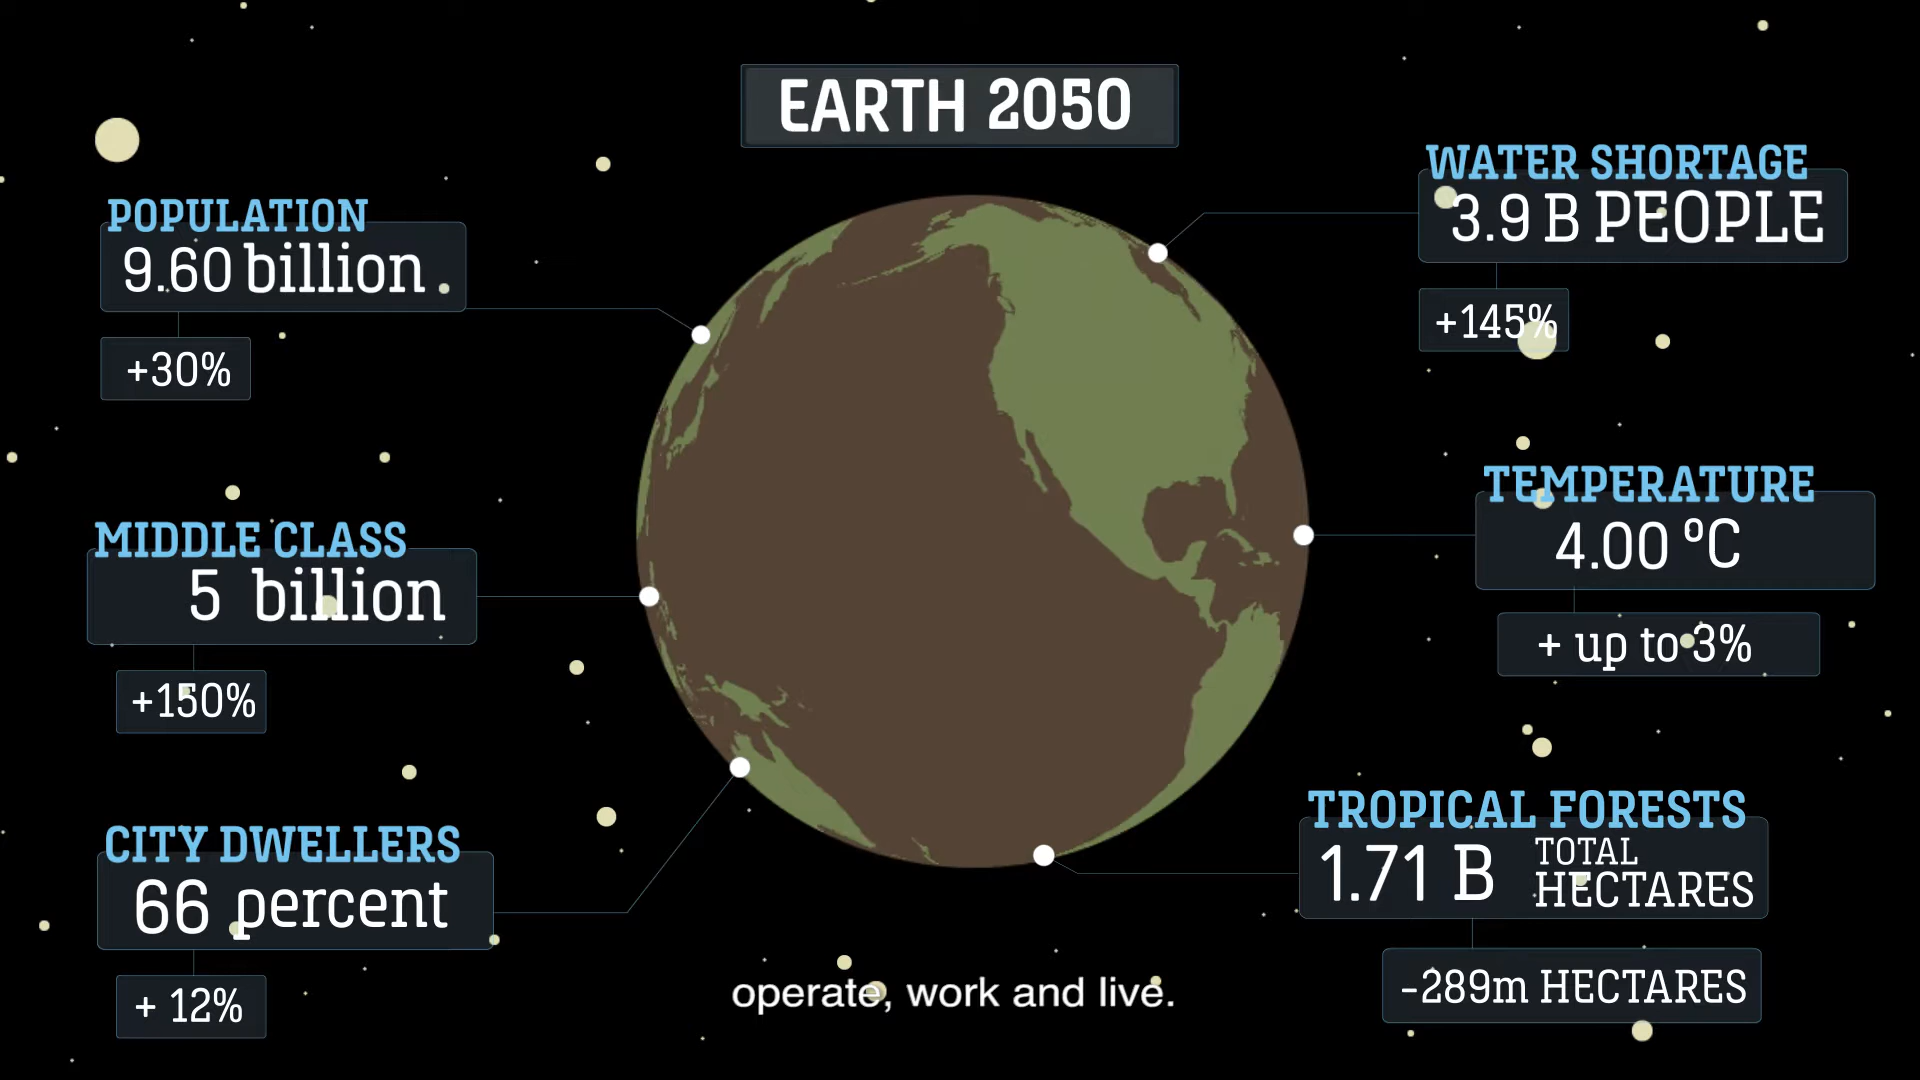 EARTH 2050
POPULATION
9.60 billion
+30%
MIDDLE CLASS
5 billion
+150%
CITY DWELLERS
66 percent
+ 12%
WATER SHORTAGE
3.9 B PEOPLE
+145%
TEMPERATURE
4.00 ºC
+ up to 3%
TROPICAL FORESTS
1.71 B TOTAL
HECTARES
-289m HECTARES
operate, work and live.